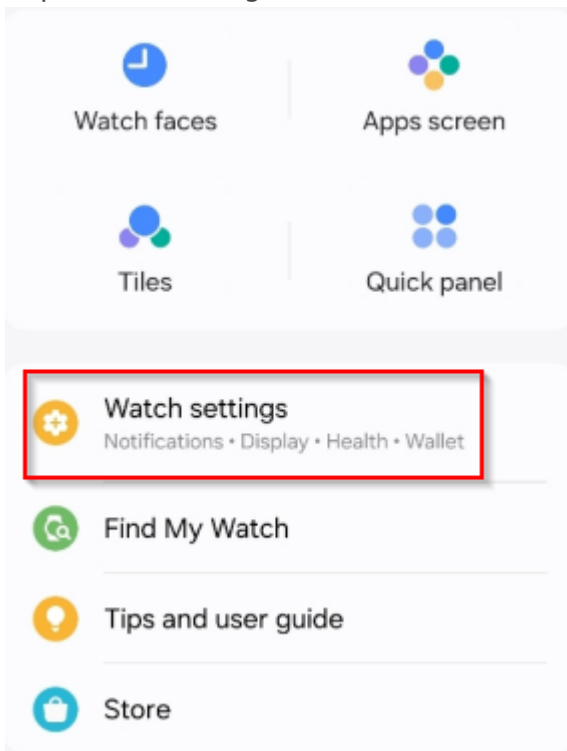 Watch faces
Apps screen
Tiles
Quick panel
Watch settings
Notifications • Display • Health • Wallet
Find My Watch
Tips and user guide
Store